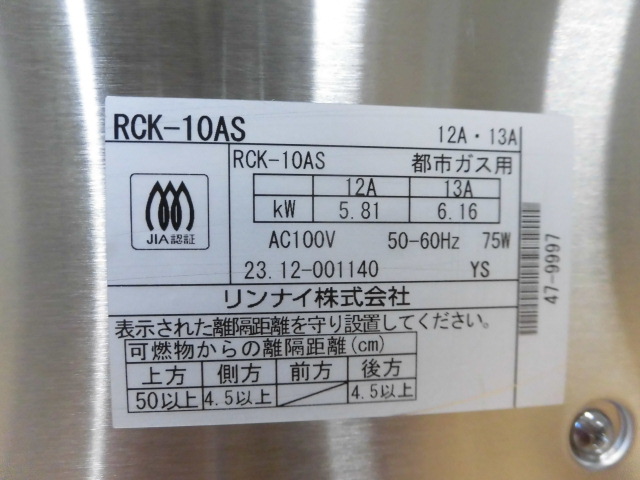 RCK-10AS
12A・13A
RCK-10AS 都市ガス用
12A 13A
kW 5.81 6.16
AC100V 50-60Hz 75W
23.12-001140 YS
JIA認証
リンナイ株式会社
表示された離隔距離を守り設置してください。
可燃物からの離隔距離(cm)
上方 側方 前方 後方
50以上 4.5以上 4.5以上
47-9997